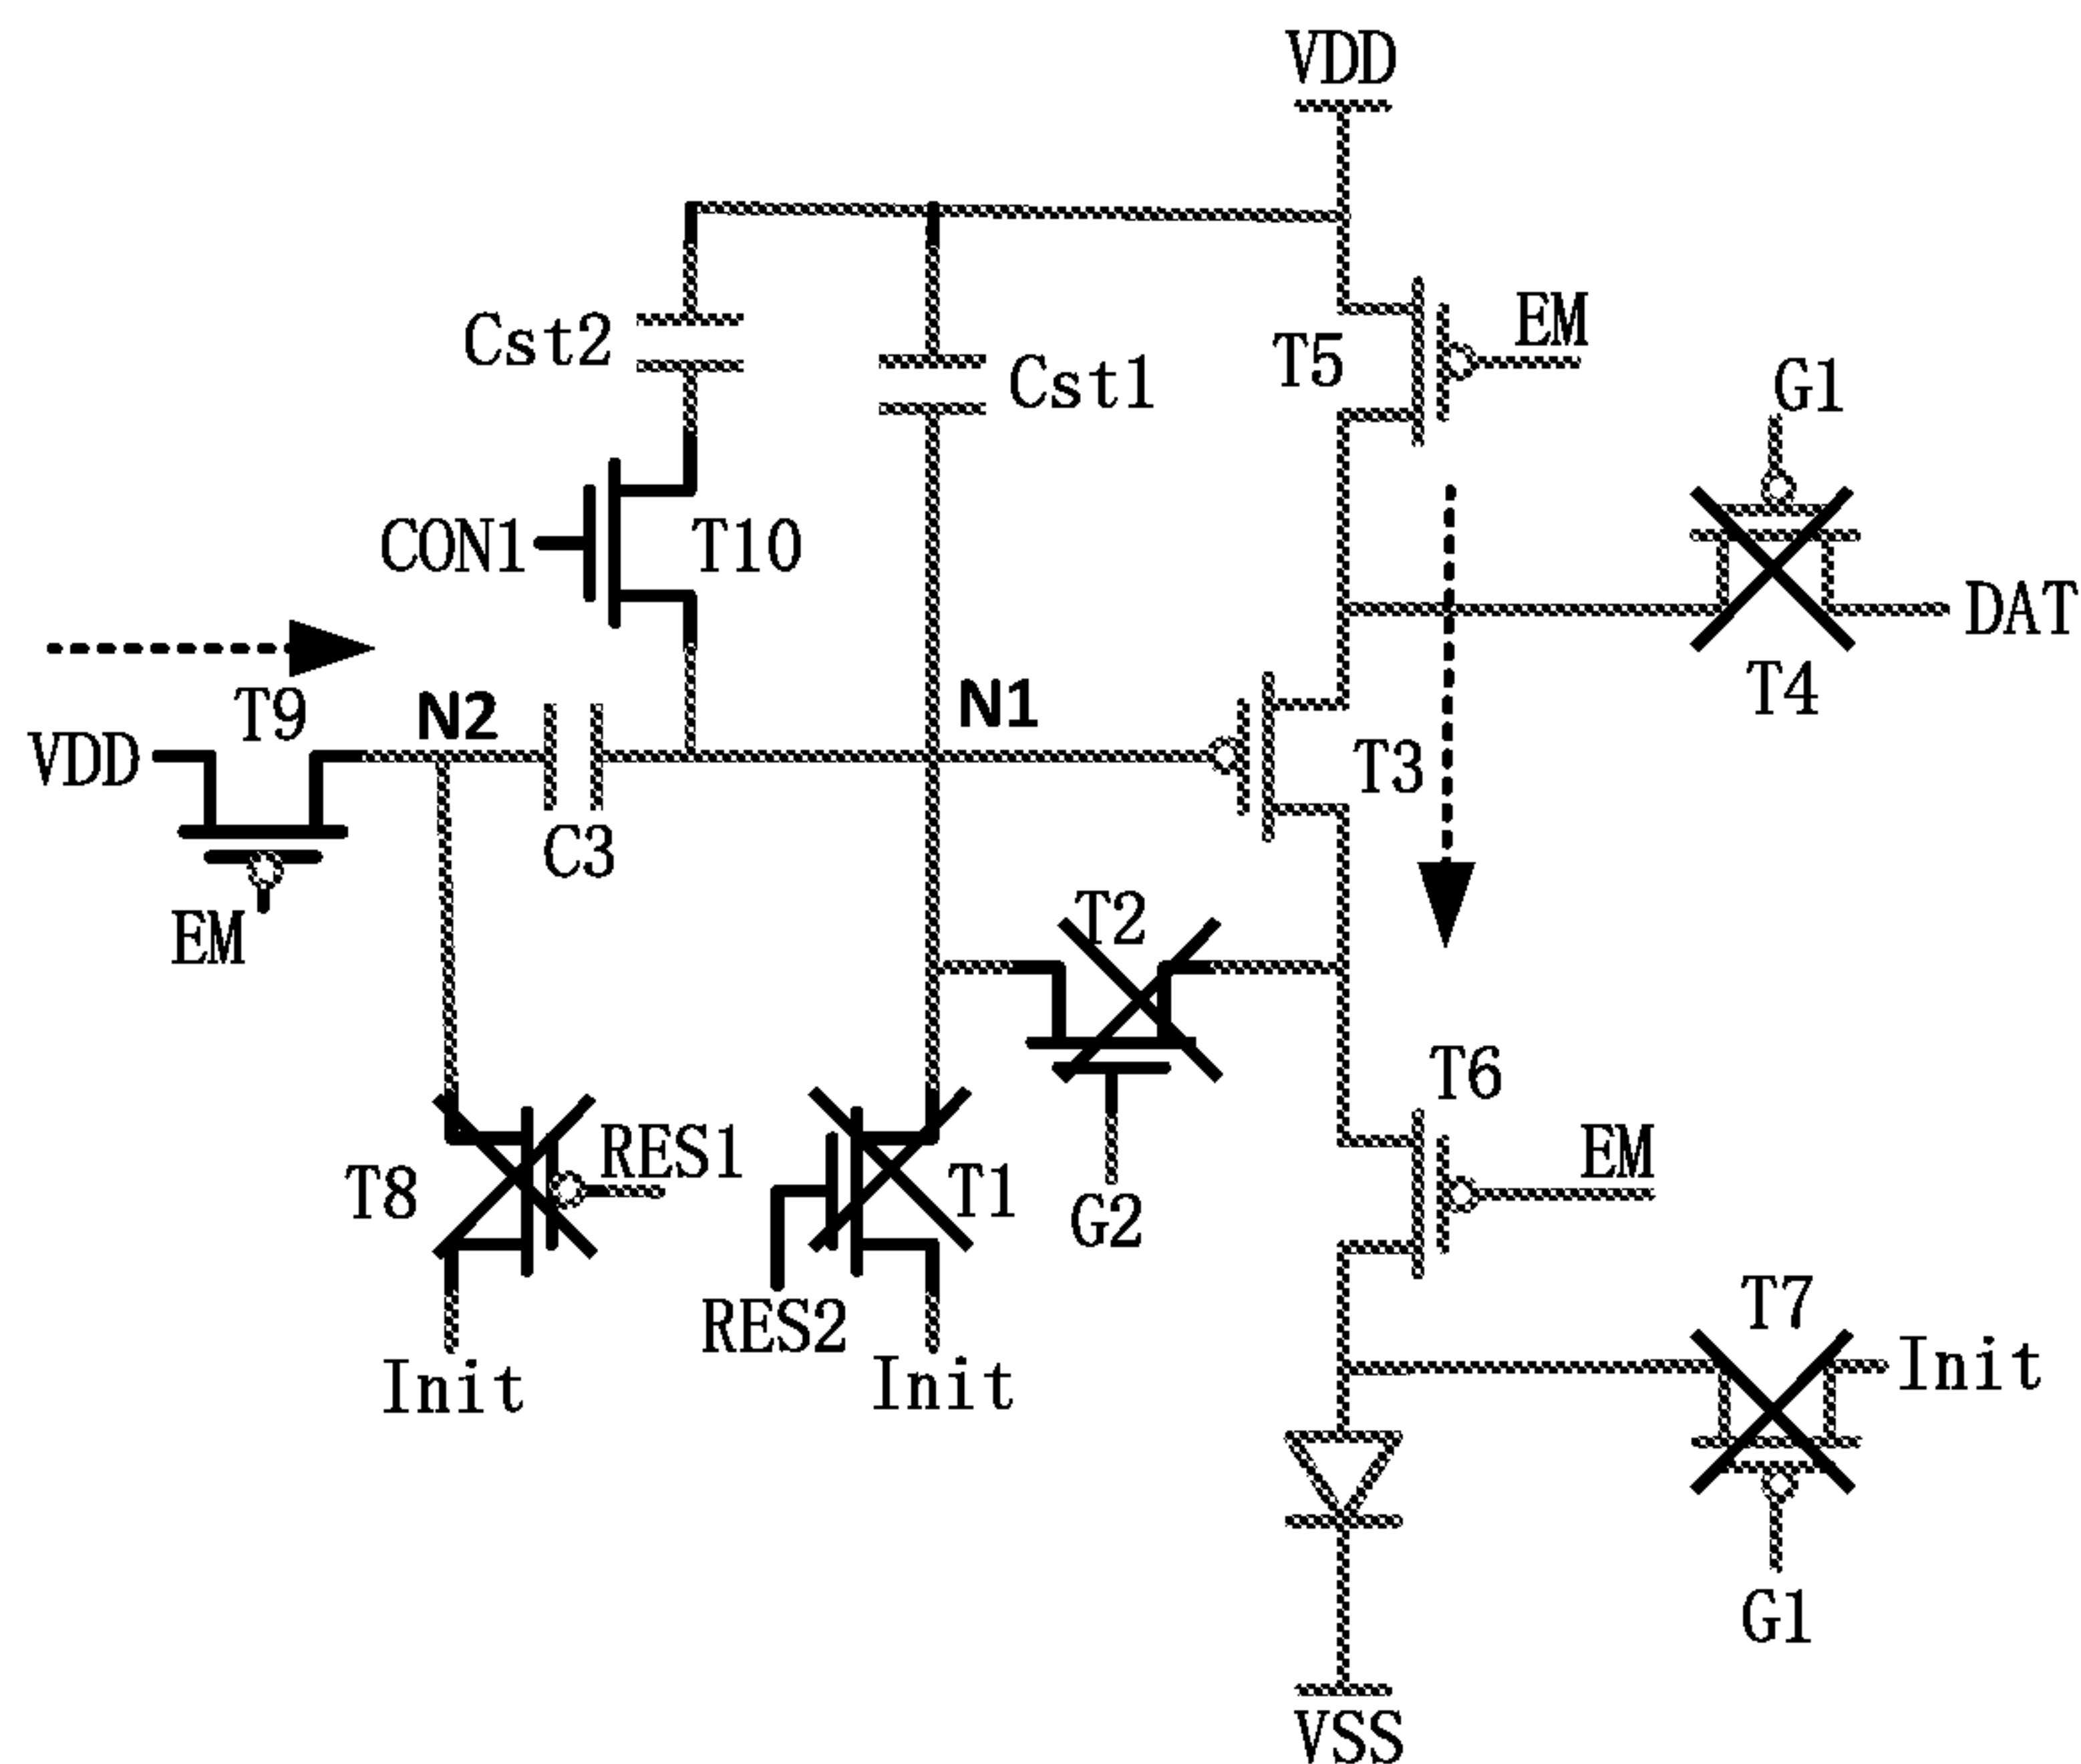 VDD
Cst2
Cst1
T5
EM
G1
CON1
T10
DAT
T4
T9
N2
N1
VDD
T3
C3
EM
T2
T6
T8
RES1
T1
G2
EM
RES2
Init
Init
T7
Init
G1
VSS